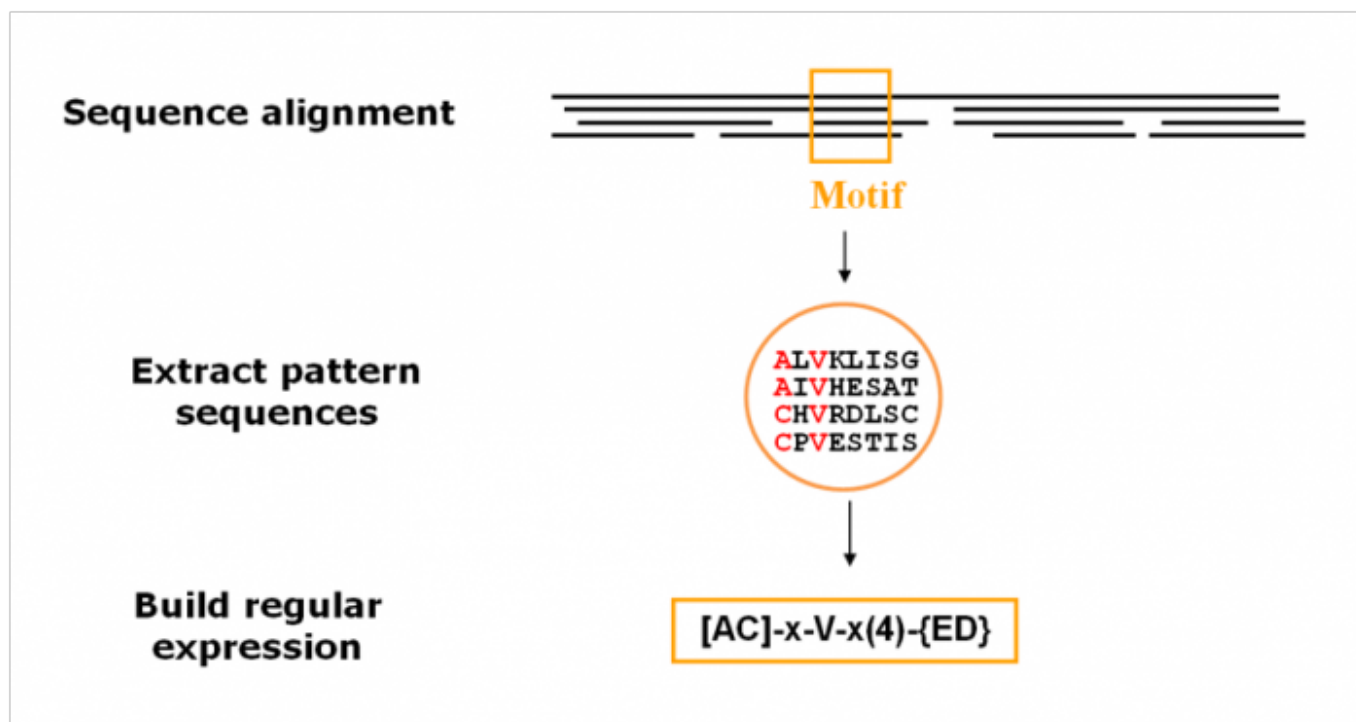 Sequence alignment
Motif
Extract pattern
sequences
ALVKLISG
AIVHESAT
CHVRDLSC
CPVESTIS
Build regular
expression
[AC]-x-V-x(4)-{ED}